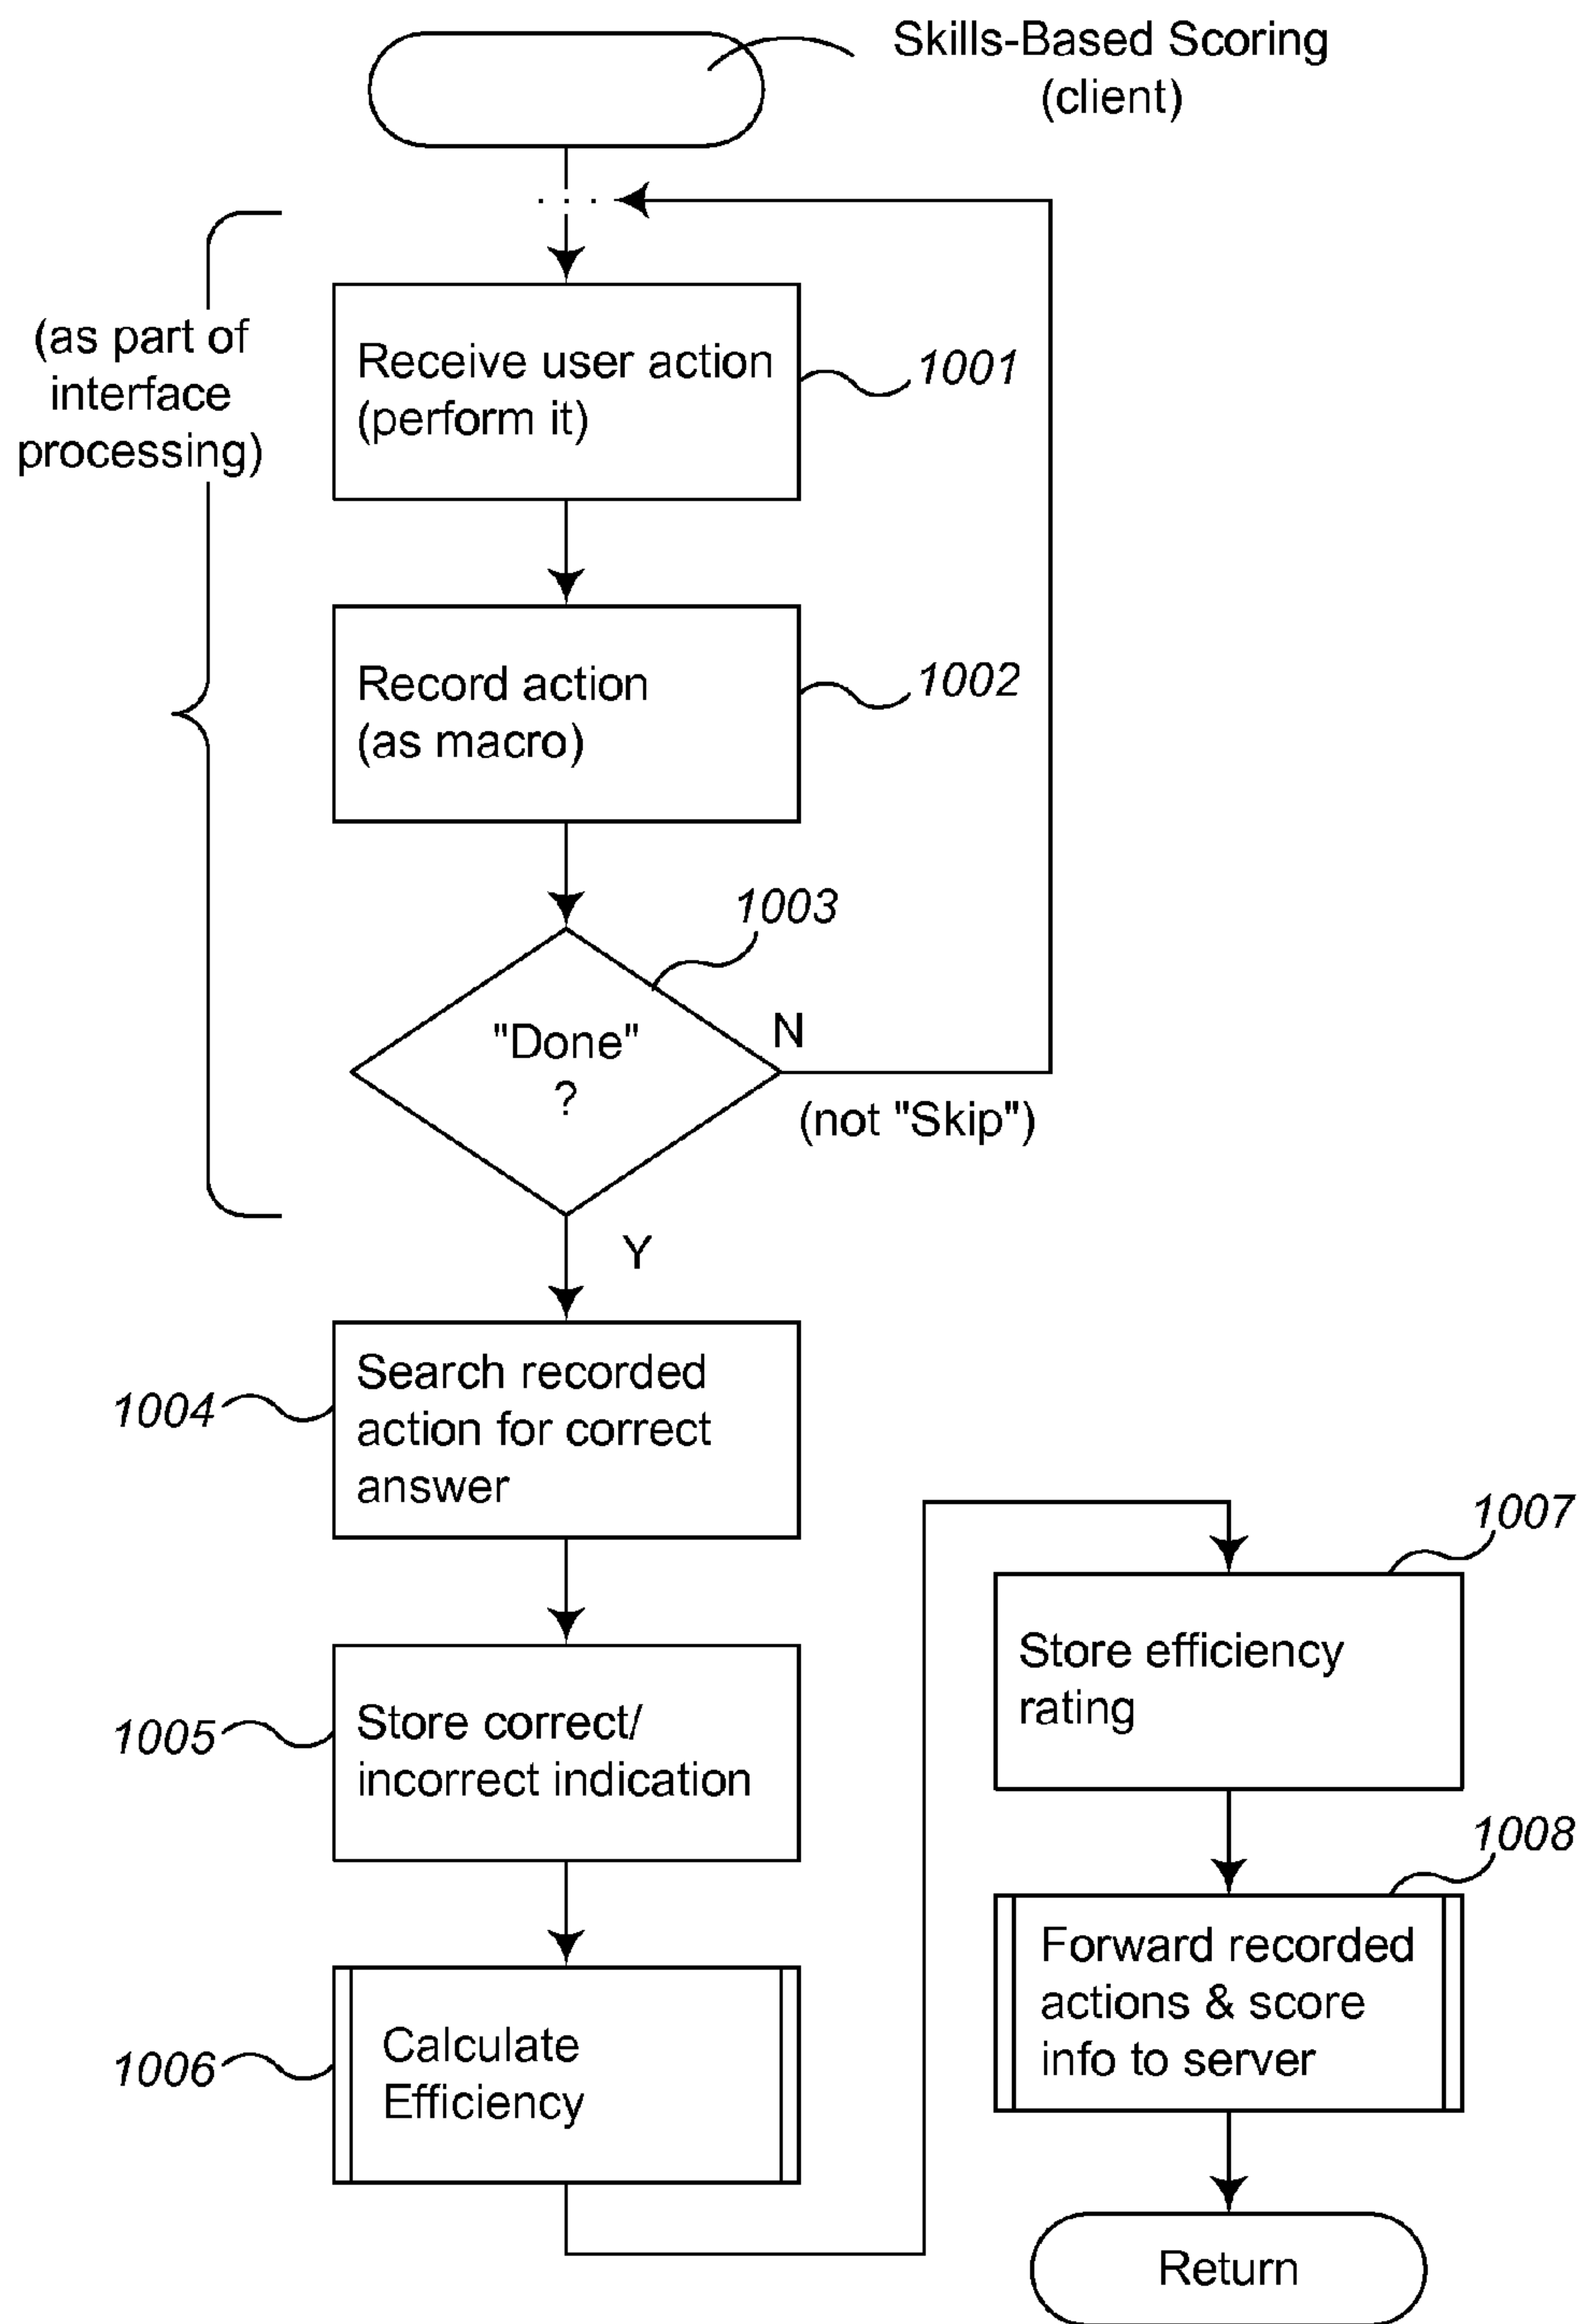 Skills-Based Scoring
(client)
(as part of
interface
processing)
Receive user action
(perform it)
1001
Record action
(as macro)
1002
1003
"Done"
?
N
(not "Skip")
Y
Search recorded
action for correct
answer
1004
Store correct/
incorrect indication
1005
Calculate
Efficiency
1006
1007
Store efficiency
rating
1008
Forward recorded
actions & score
info to server
Return